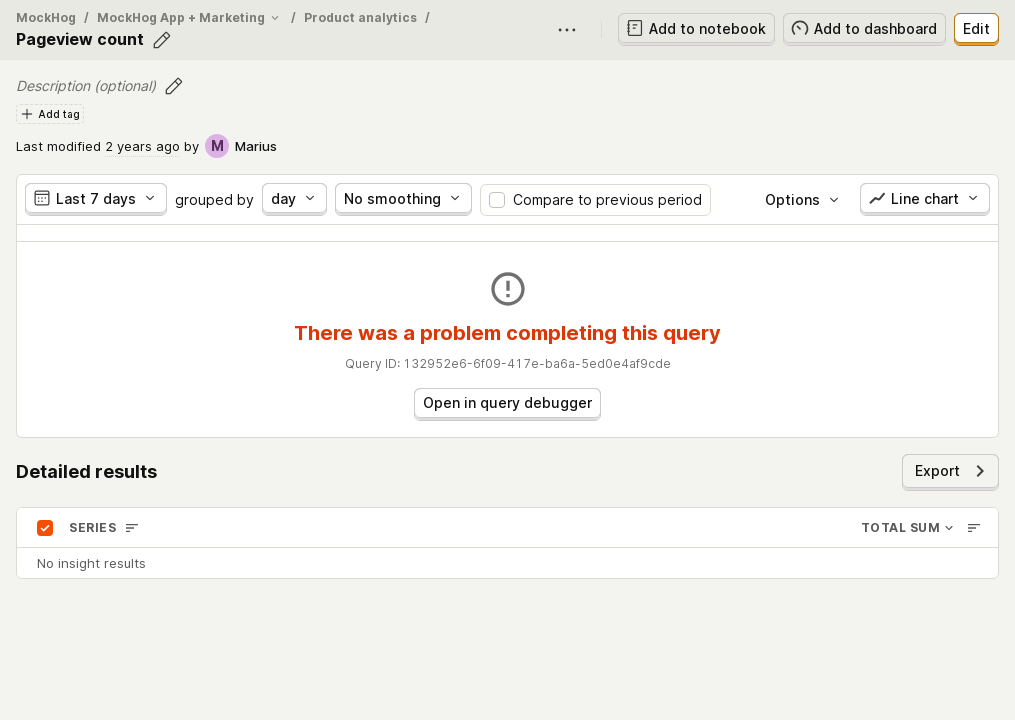 MockHog / MockHog App + Marketing / Product analytics /
Pageview count
Add to notebook
Add to dashboard
Edit
Description (optional)
Add tag
Last modified 2 years ago by M Marius
Last 7 days grouped by day No smoothing Compare to previous period Options Line chart
There was a problem completing this query
Query ID: 132952e6-6f09-417e-ba6a-5ed0e4af9cde
Open in query debugger
Detailed results
Export
SERIES TOTAL SUM
No insight results